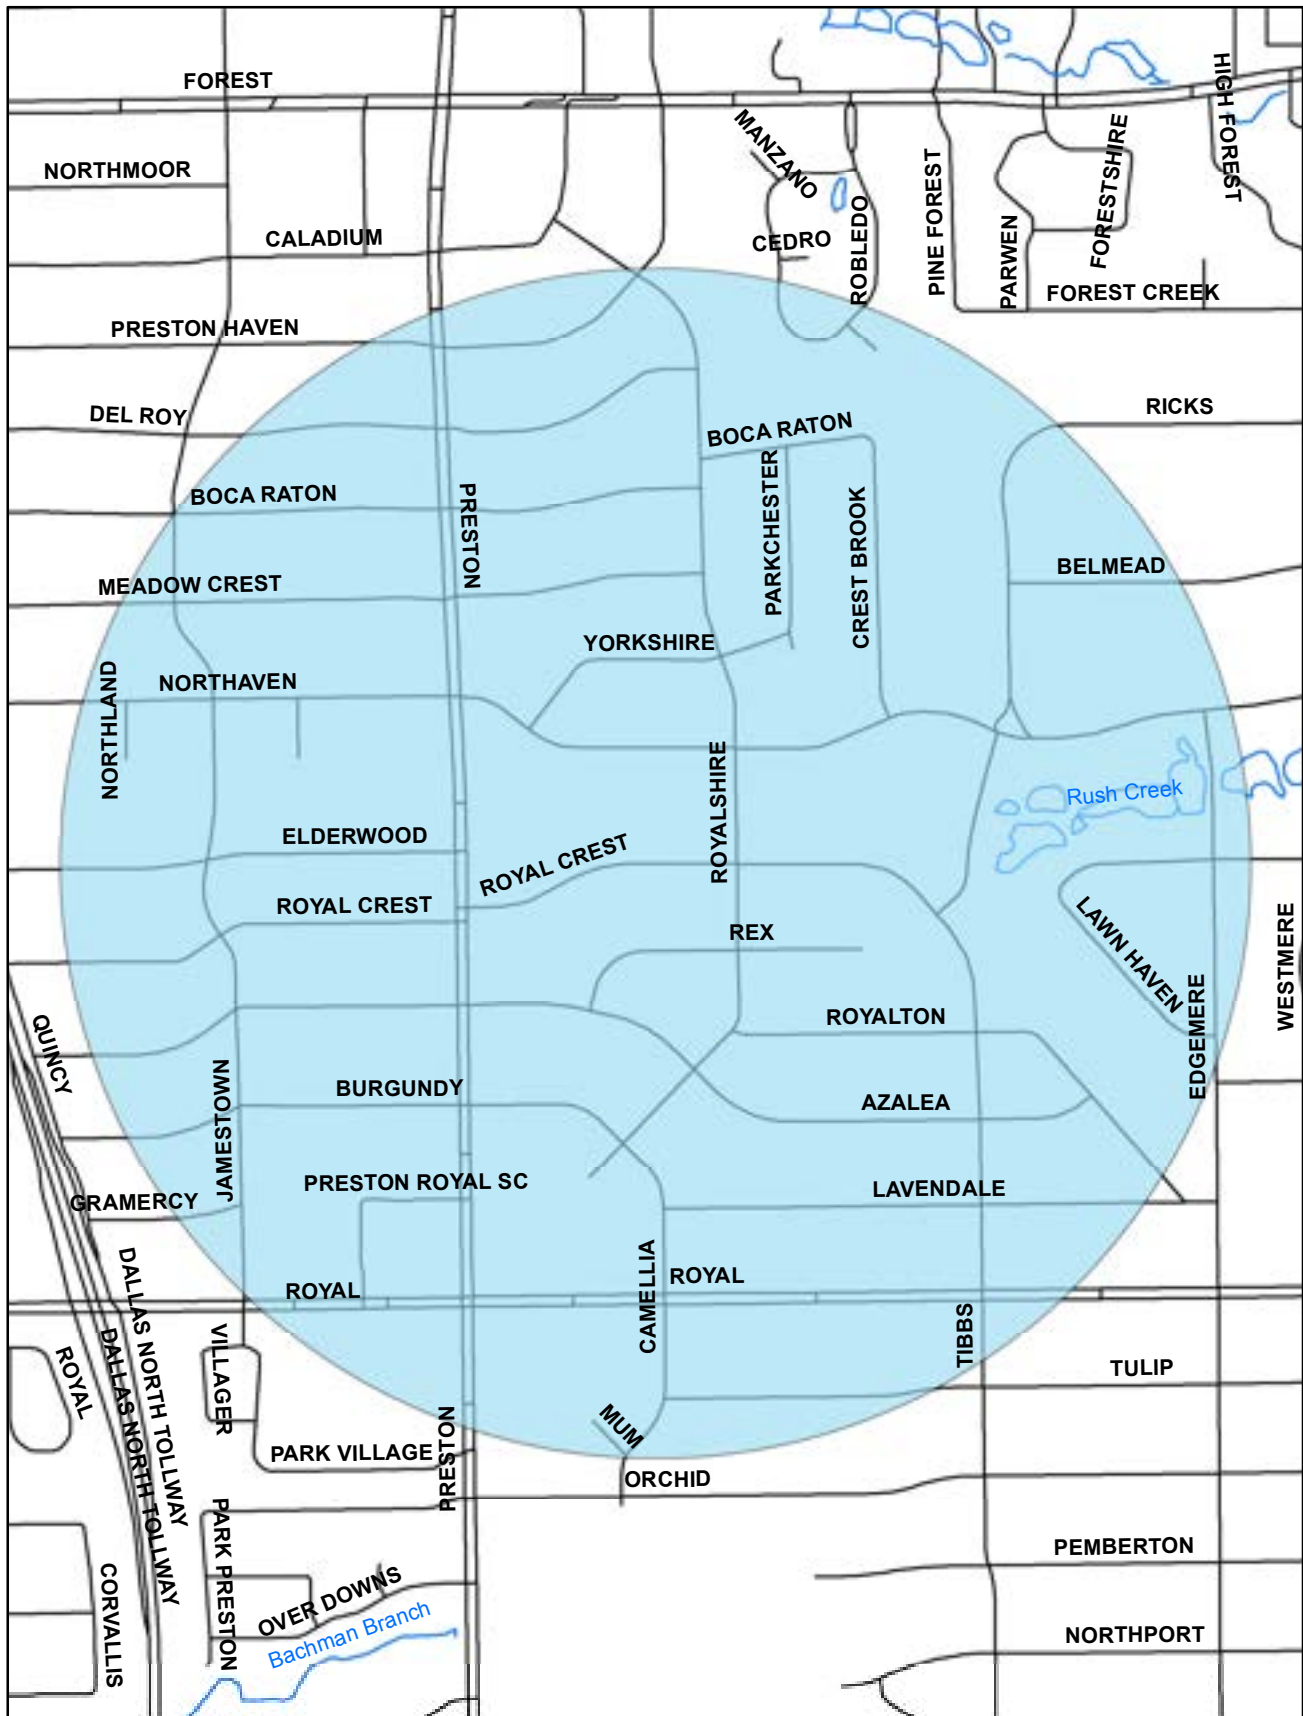 FOREST
HIGH FOREST
NORTHMOOR
MANZANO
FORESTSHIRE
PINE FOREST
CALADIUM
CEDRO
ROBLEDO
PARWEN
FOREST CREEK
PRESTON HAVEN
DEL ROY
RICKS
BOCA RATON
BOCA RATON
PRESTON
PARKCHESTER
CREST BROOK
MEADOW CREST
BELMEAD
YORKSHIRE
NORTHAVEN
NORTHLAND
ROYALSHIRE
Rush Creek
ELDERWOOD
ROYAL CREST
ROYAL CREST
REX
LAWN HAVEN
WESTMERE
QUINCY
ROYALTON
EDGEMERE
JAMESTOWN
BURGUNDY
AZALEA
PRESTON ROYAL SC
LAVENDALE
GRAMERCY
DALLAS NORTH TOLLWAY
DALLAS NORTH TOLLWAY
ROYAL
ROYAL
CAMELLIA
TIBBS
ROYAL
VILLAGER
TULIP
MUM
PARK VILLAGE
PRESTON
ORCHID
PARK PRESTON
PEMBERTON
CORVALLIS
OVER DOWNS
Bachman Branch
NORTHPORT